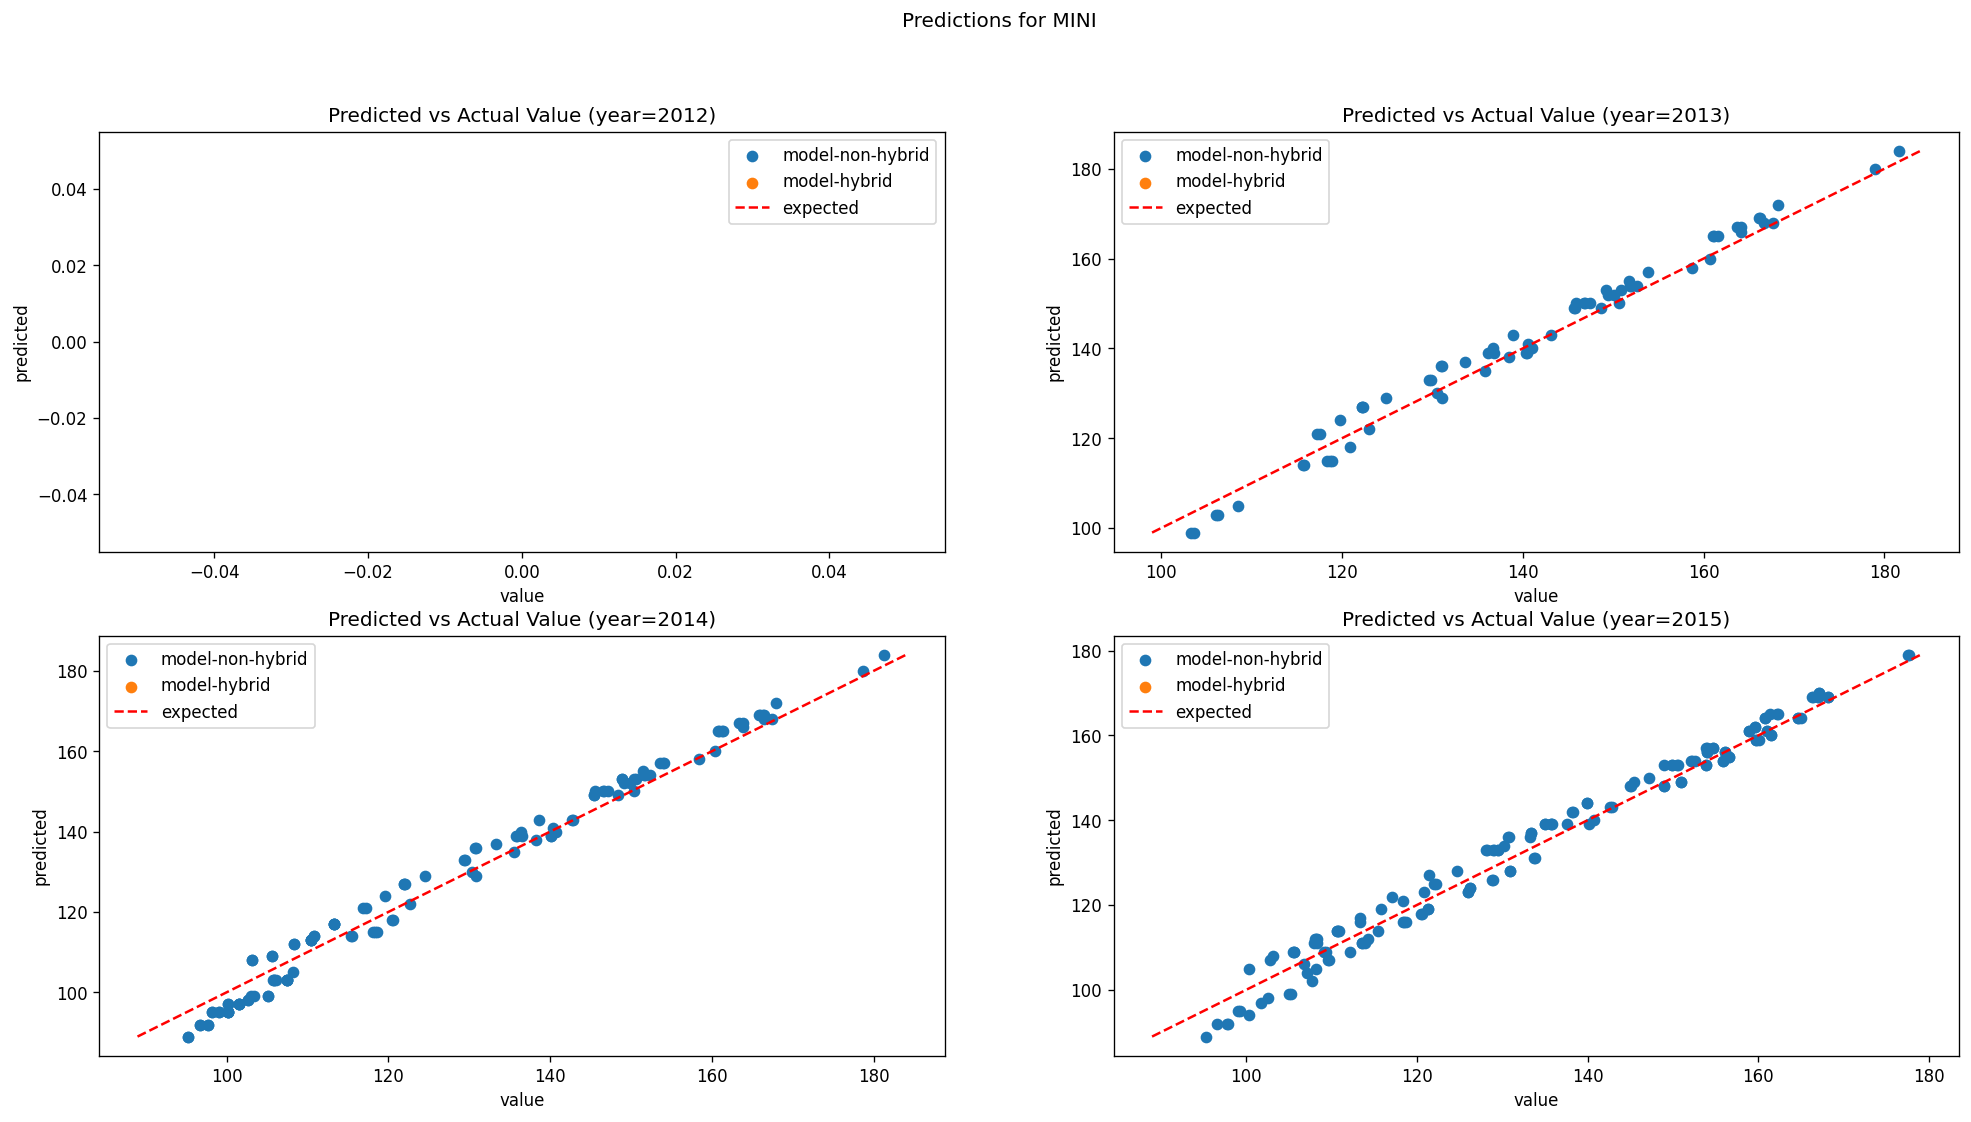 Predictions for MINI
Predicted vs Actual Value (year=2012)
model-non-hybrid
model-hybrid
expected
0.04
0.02
0.00
−0.02
−0.04
predicted
−0.04 −0.02 0.00 0.02 0.04
value
Predicted vs Actual Value (year=2013)
model-non-hybrid
model-hybrid
expected
180
160
140
120
100
predicted
100 120 140 160 180
value
Predicted vs Actual Value (year=2014)
model-non-hybrid
model-hybrid
expected
180
160
140
120
100
predicted
100 120 140 160 180
value
Predicted vs Actual Value (year=2015)
model-non-hybrid
model-hybrid
expected
180
160
140
120
100
predicted
100 120 140 160 180
value